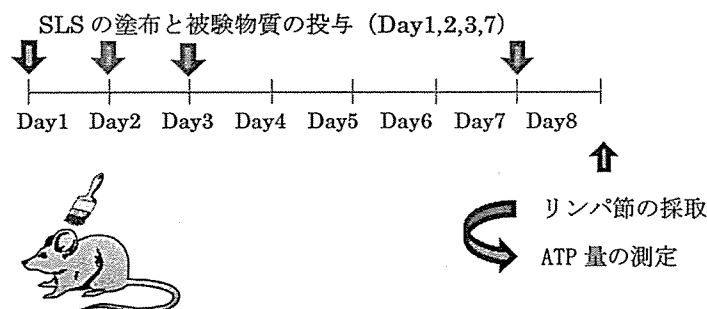 SLS の塗布と被験物質の投与（Day1,2,3,7）
Day1 Day2 Day3 Day4 Day5 Day6 Day7 Day8
リンパ節の採取
ATP 量の測定